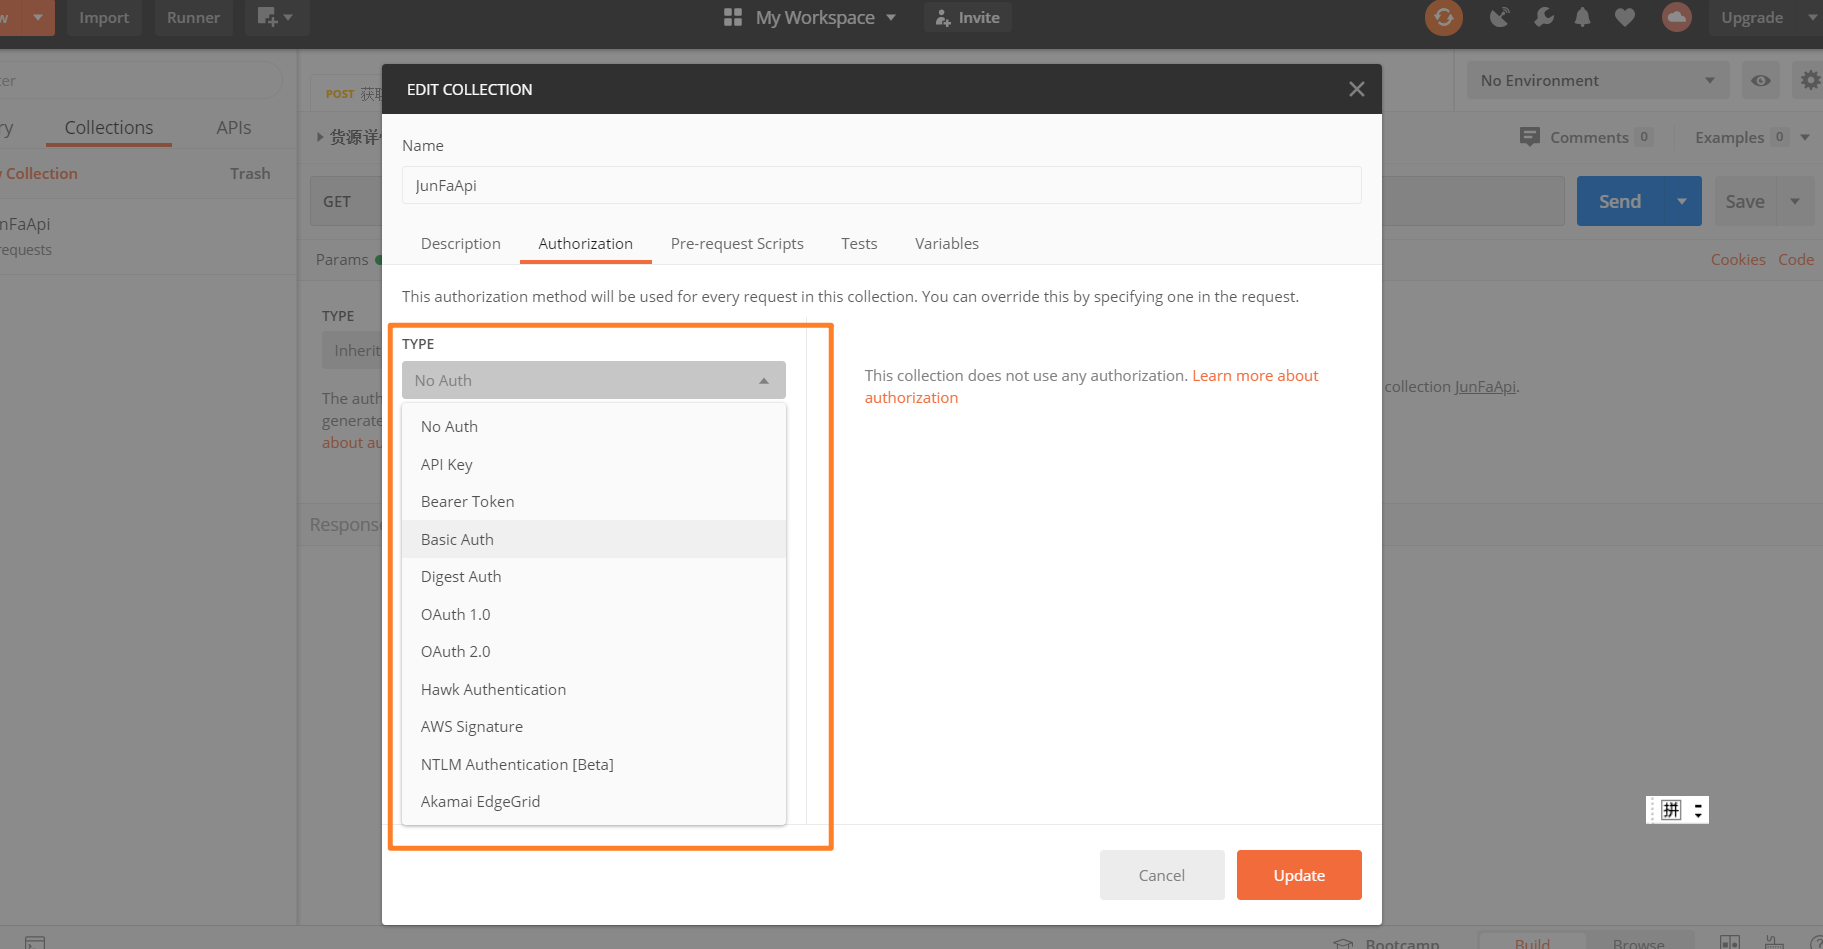 Import
Runner
My Workspace
Invite
Upgrade
POST 获取
No Environment
Collections
APIs
货源详
Comments 0
Examples 0
Collection
Trash
GET
Send
Save
nFaApi
requests
Params
Cookies
Code
TYPE
Inherit
The auth
generate
about au
collection JunFaApi.
Response
EDIT COLLECTION
Name
JunFaApi
Description
Authorization
Pre-request Scripts
Tests
Variables
This authorization method will be used for every request in this collection. You can override this by specifying one in the request.
TYPE
No Auth
This collection does not use any authorization. Learn more about
authorization
No Auth
API Key
Bearer Token
Basic Auth
Digest Auth
OAuth 1.0
OAuth 2.0
Hawk Authentication
AWS Signature
NTLM Authentication [Beta]
Akamai EdgeGrid
拼
Cancel
Update
Bootcamp
Build
Browse